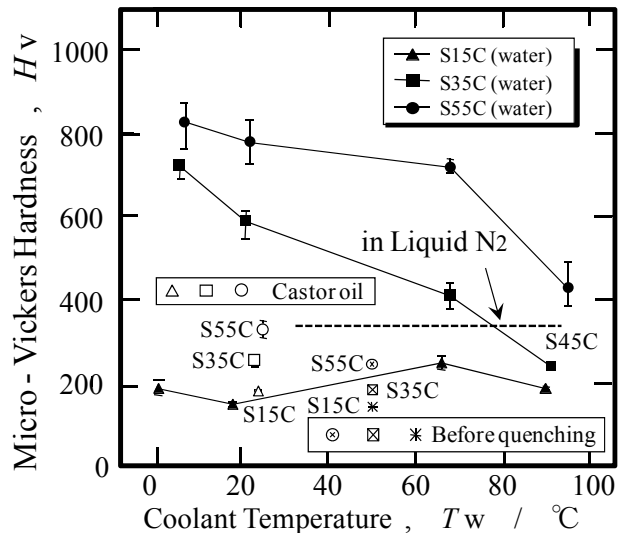 Micro - Vickers Hardness , Hv
1000
800
600
400
200
0
S15C (water)
S35C (water)
S55C (water)
in Liquid N2
Castor oil
S55C
S45C
S35C
S55C
S35C
S15C
S15C
Before quenching
0 20 40 60 80 100
Coolant Temperature , Tw / ℃